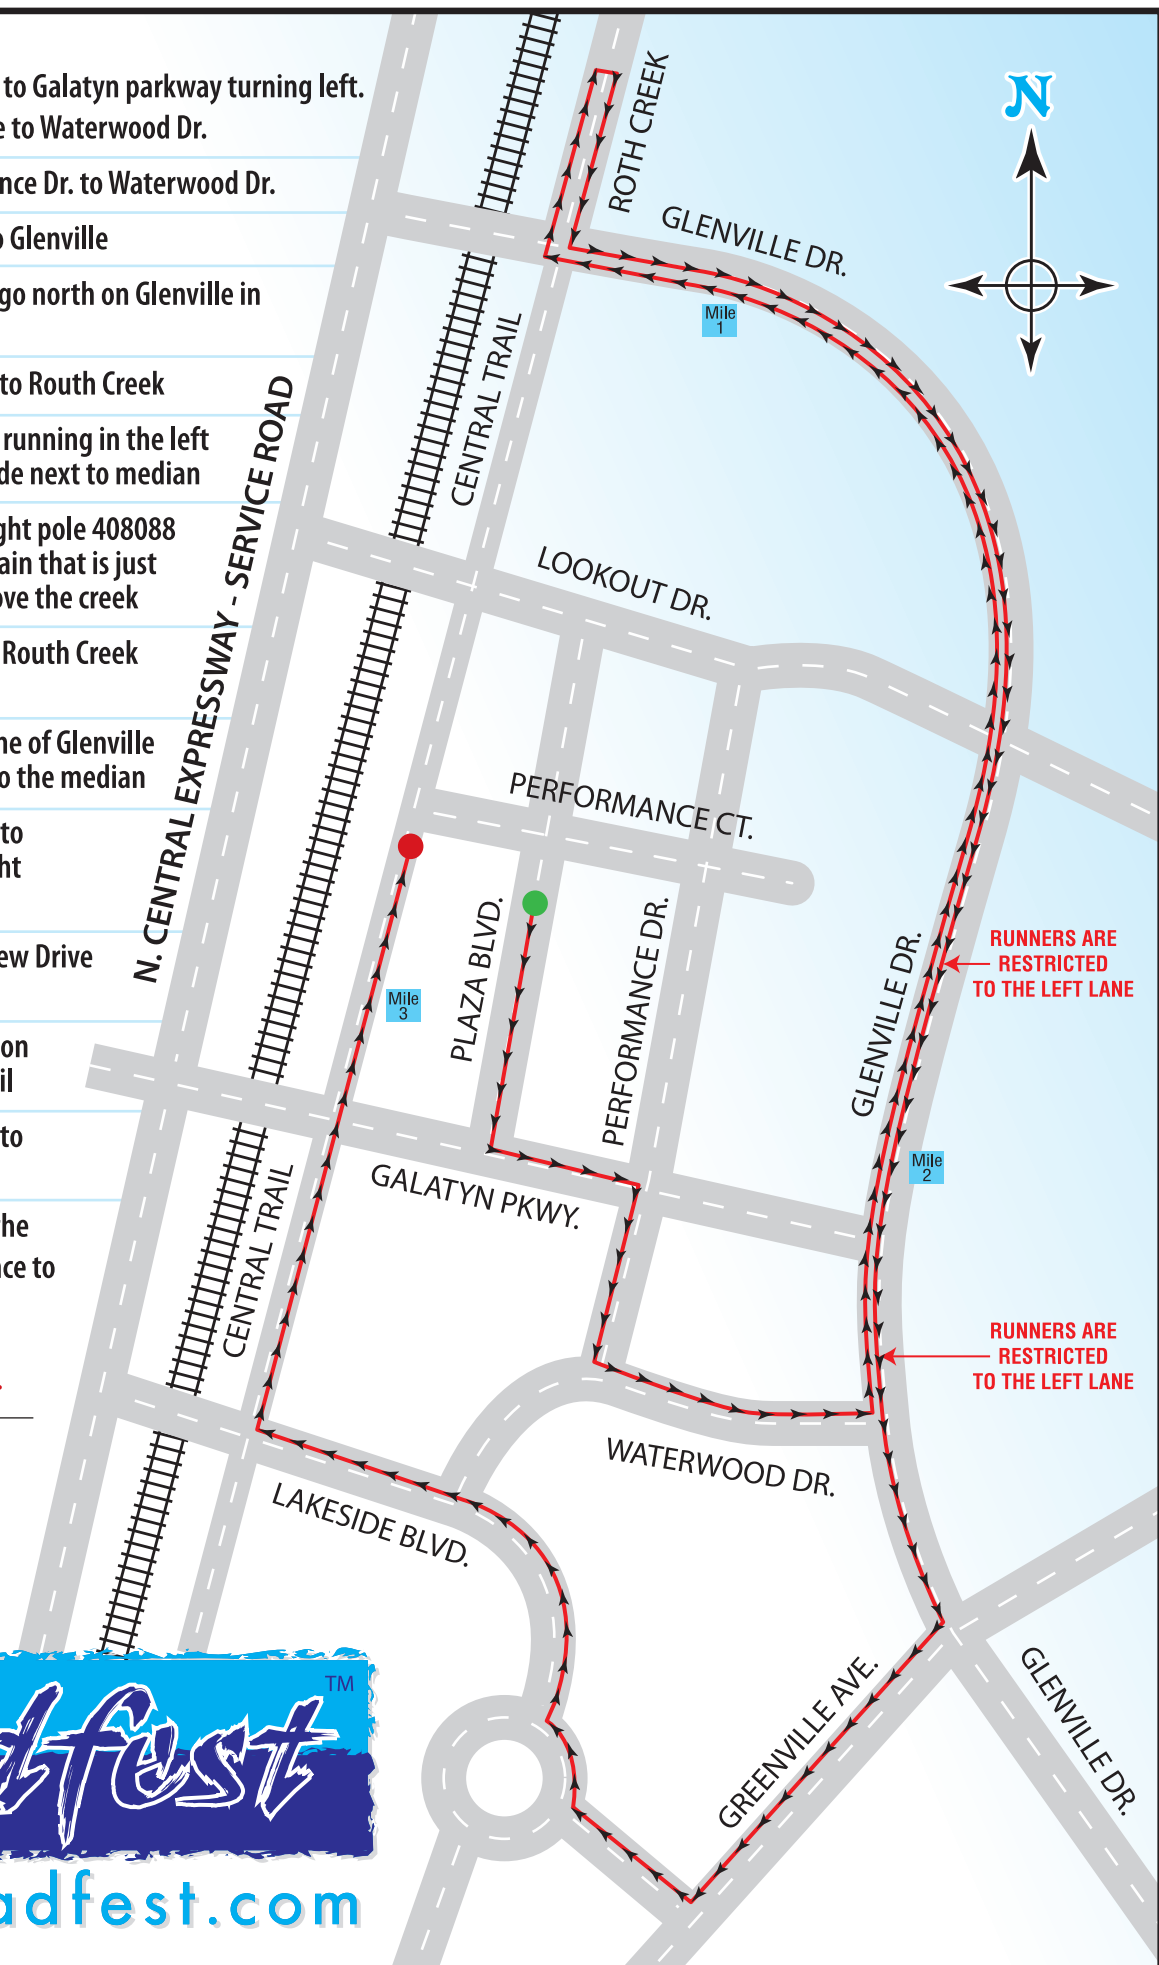 to Galatyn parkway turning left.
e to Waterwood Dr.
nce Dr. to Waterwood Dr.
o Glenville
go north on Glenville in
to Routh Creek
running in the left
de next to median
ght pole 408088
ain that is just
ove the creek
Routh Creek
ne of Glenville
o the median
to
ht
ew Drive
on
il
to
he
nce to
N
ROTH CREEK
GLENVILLE DR.
Mile
1
CENTRAL TRAIL
N. CENTRAL EXPRESSWAY - SERVICE ROAD
LOOKOUT DR.
PERFORMANCE CT.
PLAZA BLVD.
PERFORMANCE DR.
GLENVILLE DR.
RUNNERS ARE
RESTRICTED
TO THE LEFT LANE
Mile
3
Mile
2
GALATYN PKWY.
CENTRAL TRAIL
RUNNERS ARE
RESTRICTED
TO THE LEFT LANE
WATERWOOD DR.
LAKESIDE BLVD.
GREENVILLE AVE.
GLENVILLE DR.
dfest TM
adfest.com